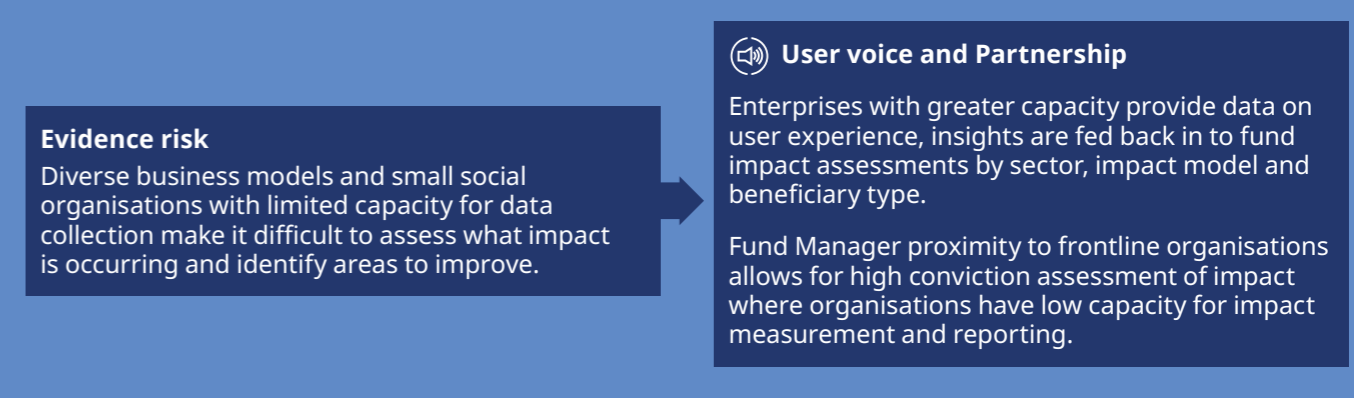 Evidence risk
Diverse business models and small social
organisations with limited capacity for data
collection make it difficult to assess what impact
is occurring and identify areas to improve.
User voice and Partnership
Enterprises with greater capacity provide data on
user experience, insights are fed back in to fund
impact assessments by sector, impact model and
beneficiary type.
Fund Manager proximity to frontline organisations
allows for high conviction assessment of impact
where organisations have low capacity for impact
measurement and reporting.